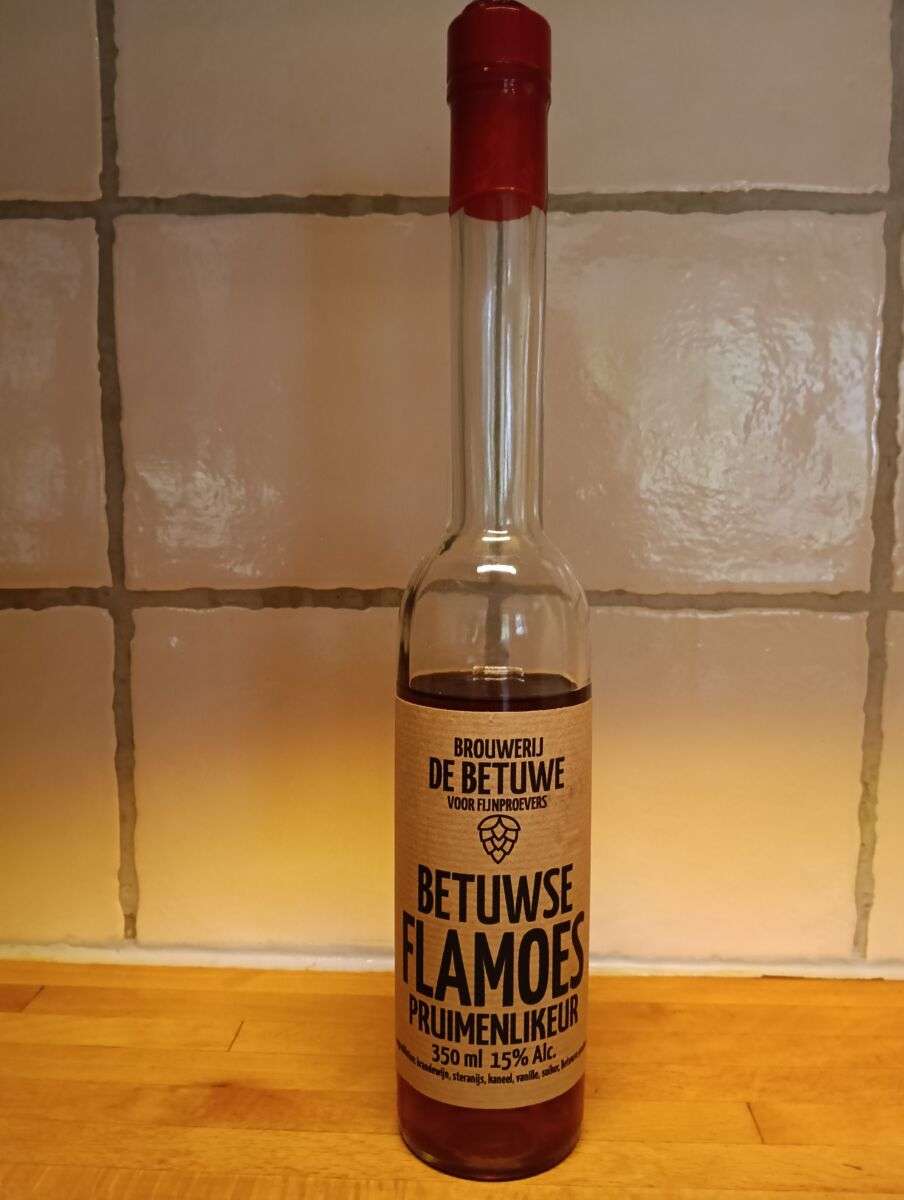 BROUWERIJ
DE BETUWE
VOOR FIJNPROEVERS
BETUWSE
FLAMOES
PRUIMENLIKEUR
350 ml 15% Alc.
brandewijn, steranijs, kaneel, vanille, suiker,